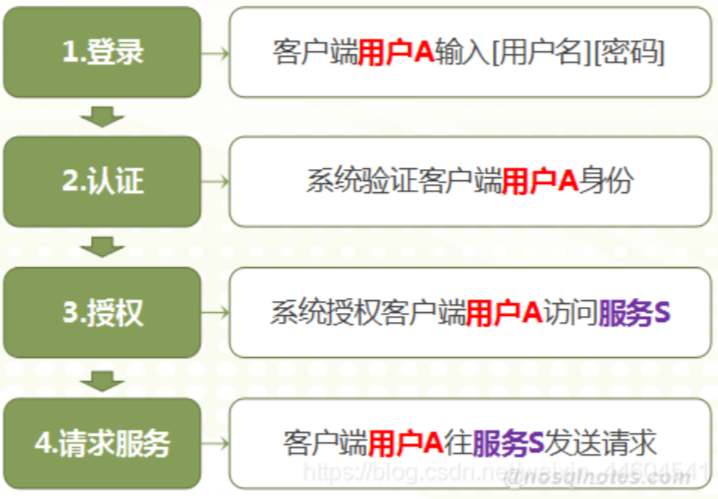 1.登录
客户端用户A输入[用户名][密码]
2.认证
系统验证客户端用户A身份
3.授权
系统授权客户端用户A访问服务S
4.请求服务
客户端用户A往服务S发送请求
https://blog.csdn.net/weixin_44604541
@nosqlnotes.com